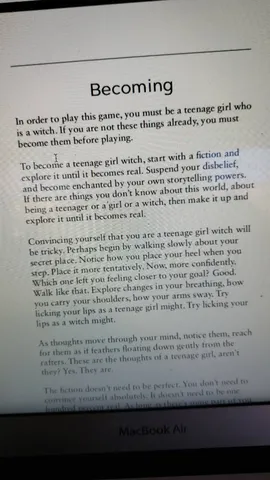 Becoming
In order to play this game, you must be a teenage girl who
is a witch. If you are not these things already, you must
become them before playing.
To become a teenage girl witch, start with a fiction and
explore it until it becomes real. Suspend your disbelief,
and become enchanted by your own storytelling powers.
If there are things you don't know about this world, about
being a teenager or a girl or a witch, then make it up and
explore it until it becomes real.
Convincing yourself that you are a teenage girl witch will
be tricky. Perhaps begin by walking slowly about your
secret place. Notice how you place your heel when you
step. Place it more tentatively. Now, more confidently.
Which one left you feeling closer to your goal? Good.
Walk like that. Explore changes in your breathing, how
you carry your shoulders, how your arms sway. Try
licking your lips as a teenage girl might. Try licking your
lips as a witch might.
As thoughts move through your mind, notice them, reach
for them as if feathers floating down gently from the
rafters. These are the thoughts of a teenage girl, aren't
they? Yes. They are.
The fiction doesn't need to be perfect. You don't need to
convince yourself absolutely. It doesn't need to be one
hundred percent real. As long as there's some part of you
MacBook Air